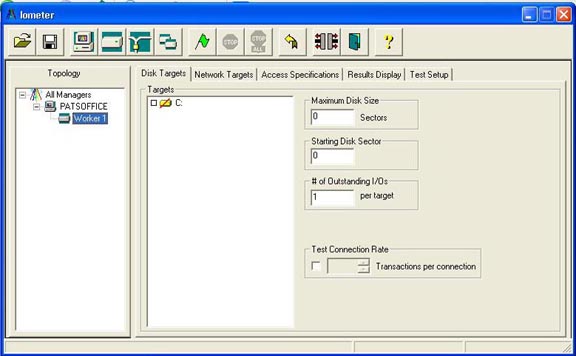 Iometer
STOP
STOP
ALL
?
Topology
All Managers
PATSOFFICE
Worker 1
Disk Targets
Network Targets
Access Specifications
Results Display
Test Setup
Targets
C:
Maximum Disk Size
0
Sectors
Starting Disk Sector
0
# of Outstanding I/Os
1
per target
Test Connection Rate
Transactions per connection